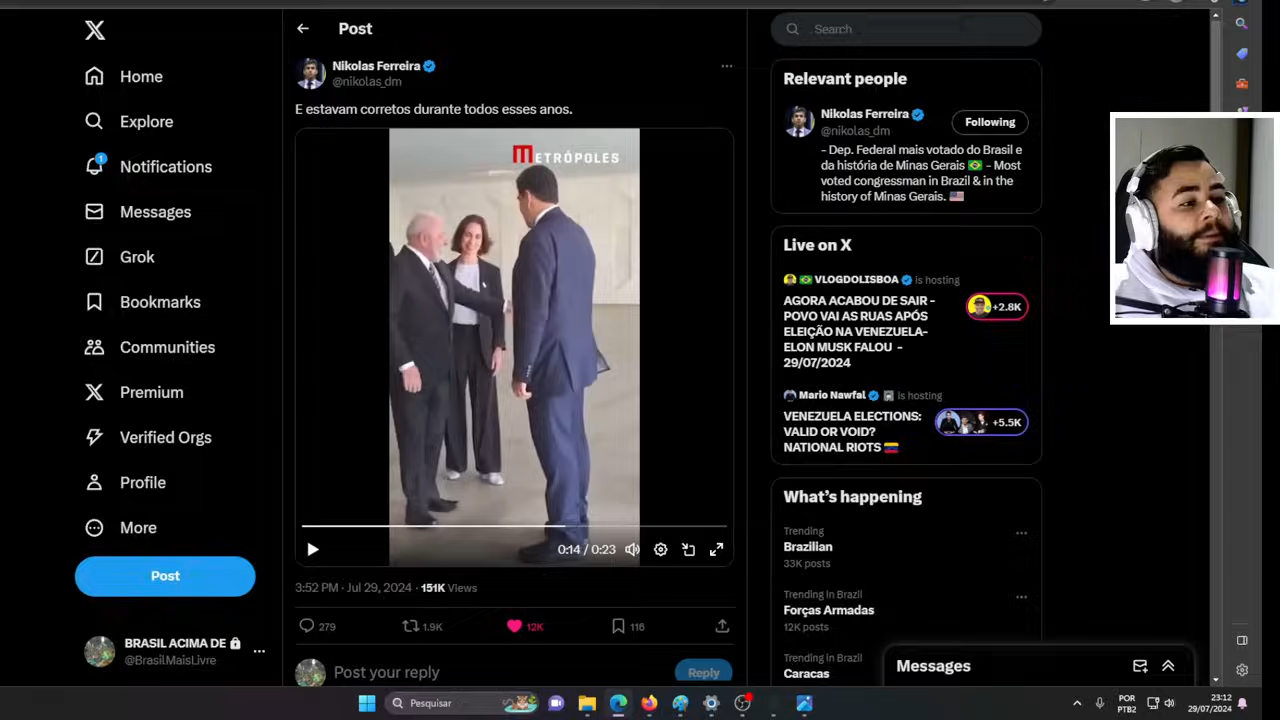 Home
Explore
1
Notifications
Messages
Grok
Bookmarks
Communities
Premium
Verified Orgs
Profile
More
Post
BRASIL ACIMA DE
@BrasilMaisLivre
Post
Nikolas Ferreira
@nikolas_dm
E estavam corretos durante todos esses anos.
METRÓPOLES
0:14 / 0:23
3:52 PM · Jul 29, 2024 · 151K Views
279
1.9K
12K
116
Post your reply
Reply
Search
Relevant people
Nikolas Ferreira
@nikolas_dm
Following
- Dep. Federal mais votado do Brasil e
da história de Minas Gerais 🇧🇷 - Most
voted congressman in Brazil & in the
history of Minas Gerais. 🇺🇸
Live on X
VLOGDOLISBOA is hosting
AGORA ACABOU DE SAIR -
POVO VAI AS RUAS APÓS
ELEIÇÃO NA VENEZUELA-
ELON MUSK FALOU -
29/07/2024
+2.8K
Mario Nawfal is hosting
VENEZUELA ELECTIONS:
VALID OR VOID?
NATIONAL RIOTS 🇻🇪
+5.5K
What's happening
Trending
Brazilian
33K posts
Trending in Brazil
Forças Armadas
12K posts
Trending in Brazil
Caracas
Messages
Pesquisar
POR
PTB2
23:12
29/07/2024